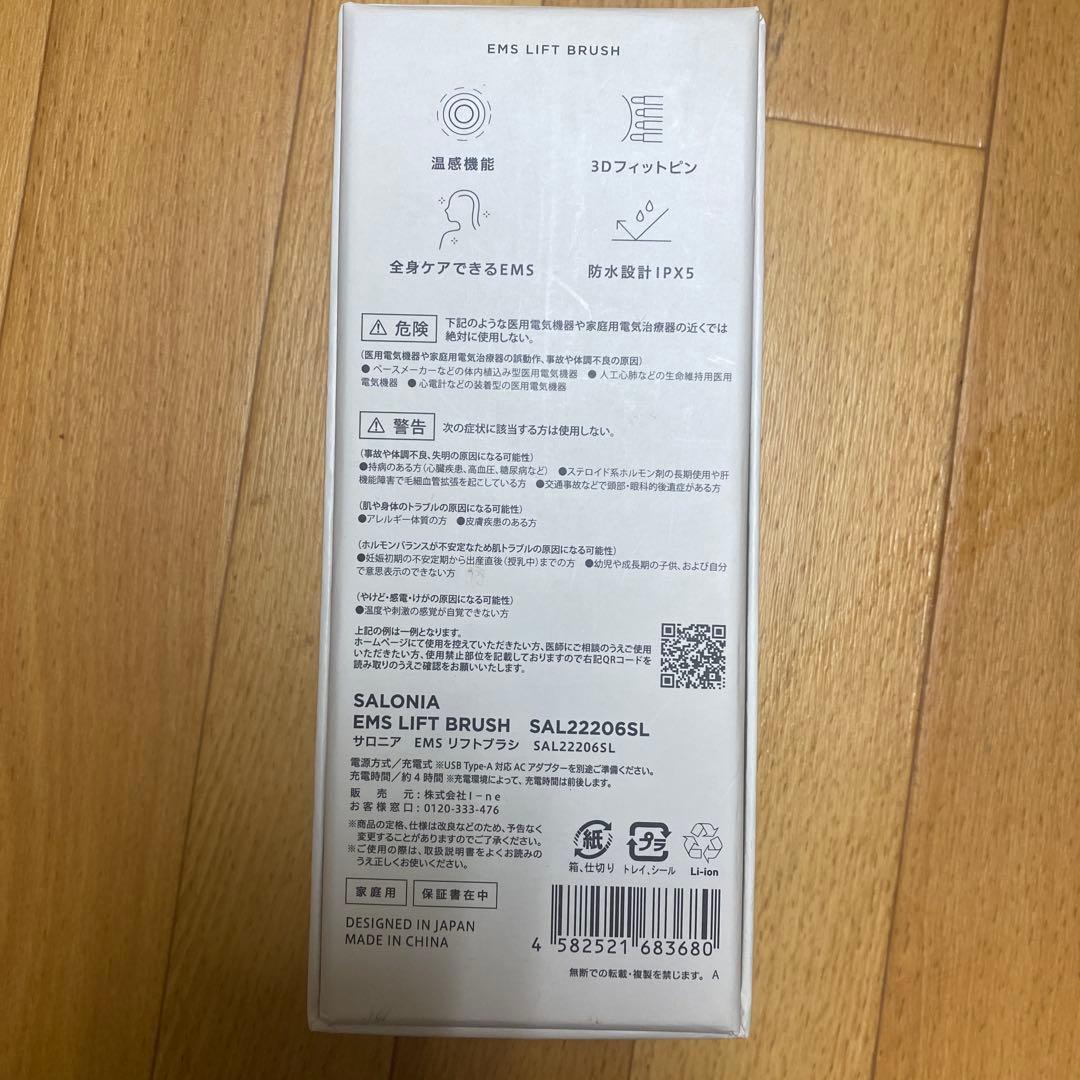 EMS LIFT BRUSH
温感機能
3Dフィットピン
全身ケアできるEMS
防水設計IPX5
危険 下記のような医用電気機器や家庭用電気治療器の近くでは
絶対に使用しない。
(医用電気機器や家庭用電気治療器の誤動作、事故や体調不良の原因)
●ペースメーカーなどの体内植込み型医用電気機器 ●人工心肺などの生命維持用医用
電気機器 ●心電計などの装着型の医用電気機器
警告 次の症状に該当する方は使用しない。
(事故や体調不良、失明の原因になる可能性)
●持病のある方(心臓疾患、高血圧、糖尿病など) ●ステロイド系ホルモン剤の長期使用や肝
機能障害で毛細血管拡張を起こしている方 ●交通事故などで頭部・眼科的後遺症がある方
(肌や身体のトラブルの原因になる可能性)
●アレルギー体質の方 ●皮膚疾患のある方
(ホルモンバランスが不安定なため肌トラブルの原因になる可能性)
●妊娠初期の不安定期から出産直後(授乳中)までの方 ●幼児や成長期の子供、および自分
で意思表示のできない方
(やけど・感電・けがの原因になる可能性)
●温度や刺激の感覚が自覚できない方
上記の例は一例となります。
ホームページにて使用を控えていただきたい方、医師にご相談のうえご使用
いただきたい方、使用禁止部位を記載しておりますので右記QRコードを
読み取りのうえご確認をお願いいたします。
SALONIA
EMS LIFT BRUSH SAL22206SL
サロニア EMS リフトブラシ SAL22206SL
電源方式/充電式 ※USB Type-A 対応 AC アダプターを別途ご準備ください。
充電時間/約4時間 ※充電環境によって、充電時間は前後します。
販売元:株式会社I-ne
お客様窓口:0120-333-476
※商品の定格、仕様は改良などのため、予告なく
変更することがありますのでご了承ください。
※ご使用の際は、取扱説明書をよくお読みの
うえ正しくお使いください。
紙
箱、仕切り
プラ
トレイ、シール
Li-ion
家庭用
保証書在中
DESIGNED IN JAPAN
MADE IN CHINA
4 582521 683680
無断での転載・複製を禁じます。 A